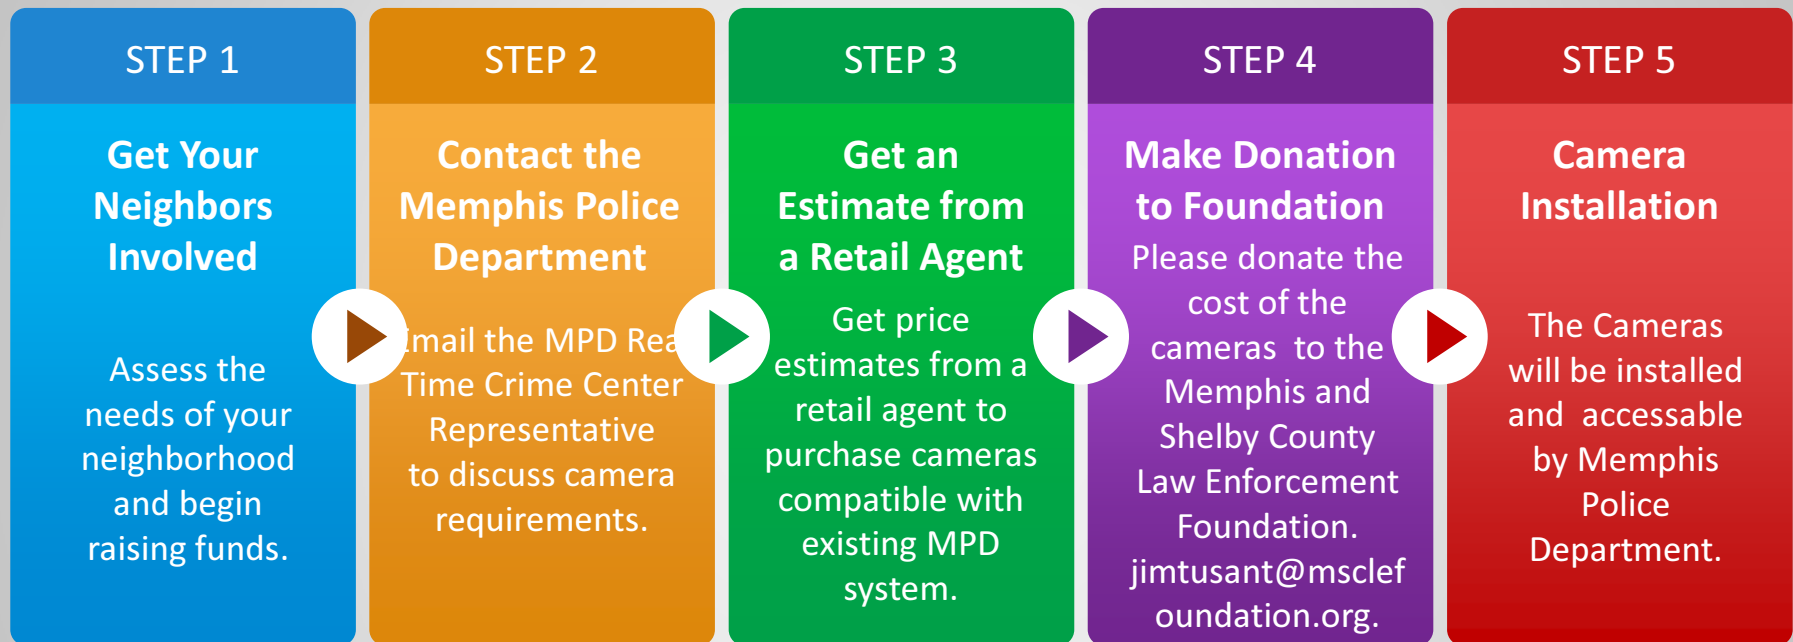 STEP 1
Get Your
Neighbors
Involved
Assess the
needs of your
neighborhood
and begin
raising funds.
STEP 2
Contact the
Memphis Police
Department
mail the MPD Rea
Time Crime Center
Representative
to discuss camera
requirements.
STEP 3
Get an
Estimate from
a Retail Agent
Get price
estimates from a
retail agent to
purchase cameras
compatible with
existing MPD
system.
STEP 4
Make Donation
to Foundation
Please donate the
cost of the
cameras to the
Memphis and
Shelby County
Law Enforcement
Foundation.
jimtusant@msclef
oundation.org.
STEP 5
Camera
Installation
The Cameras
will be installed
and accessable
by Memphis
Police
Department.